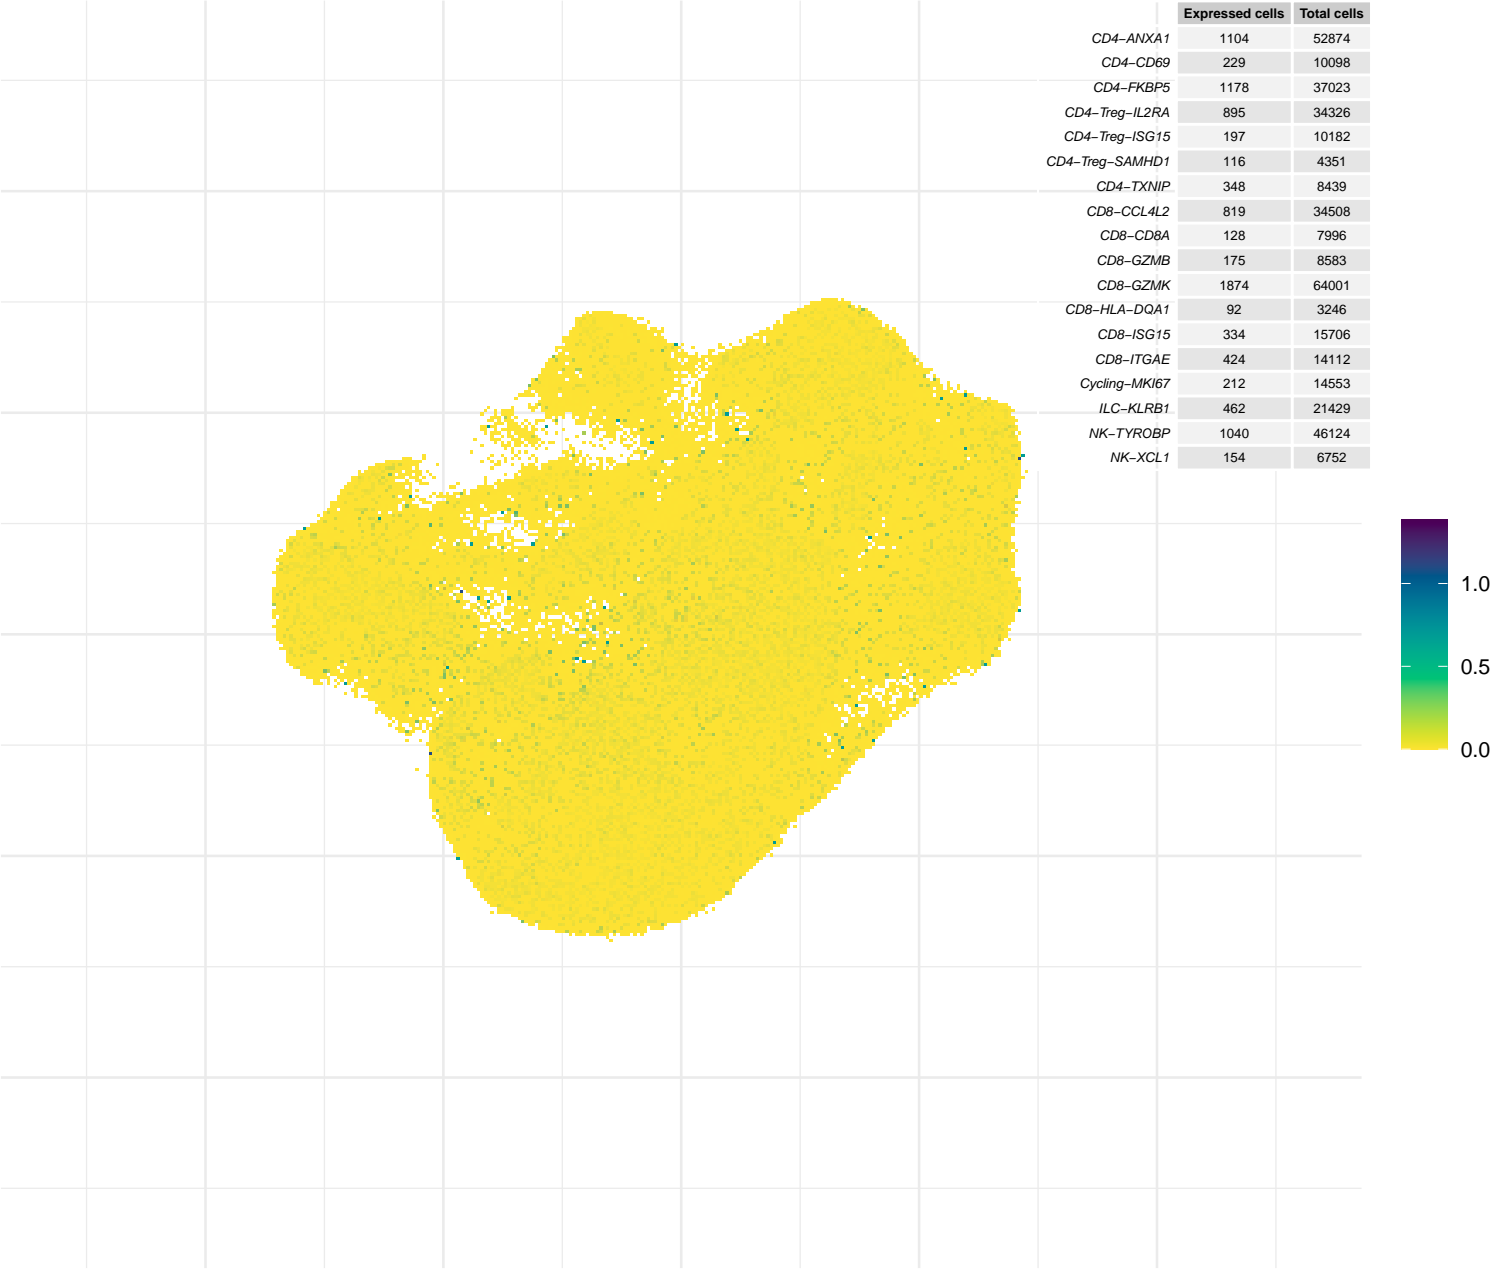 Expressed cells Total cells
CD4−ANXA1 1104 52874
CD4−CD69 229 10098
CD4−FKBP5 1178 37023
CD4−Treg−IL2RA 895 34326
CD4−Treg−ISG15 197 10182
CD4−Treg−SAMHD1 116 4351
CD4−TXNIP 348 8439
CD8−CCL4L2 819 34508
CD8−CD8A 128 7996
CD8−GZMB 175 8583
CD8−GZMK 1874 64001
CD8−HLA−DQA1 92 3246
CD8−ISG15 334 15706
CD8−ITGAE 424 14112
Cycling−MKI67 212 14553
ILC−KLRB1 462 21429
NK−TYROBP 1040 46124
NK−XCL1 154 6752
1.0
0.5
0.0